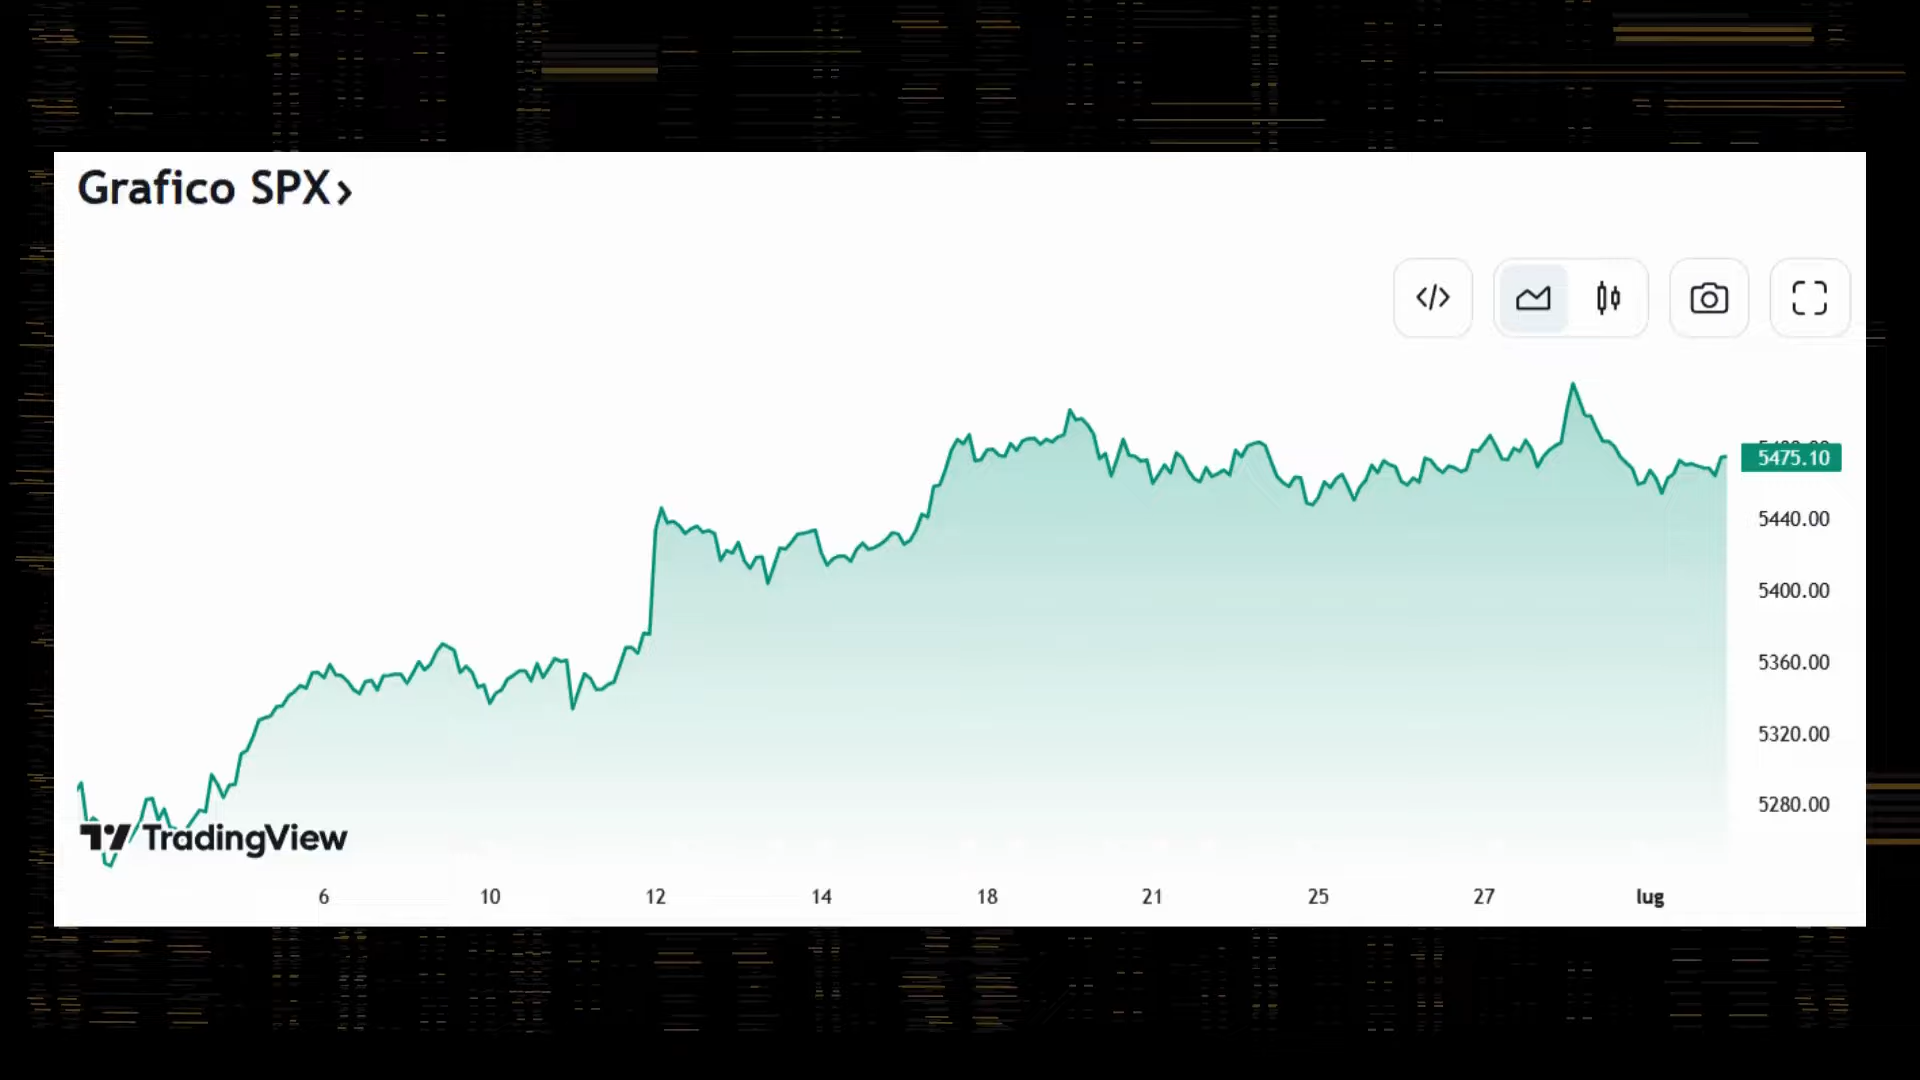 Grafico SPX›
5475.10
5440.00
5400.00
5360.00
5320.00
5280.00
TradingView
6 10 12 14 18 21 25 27 lug